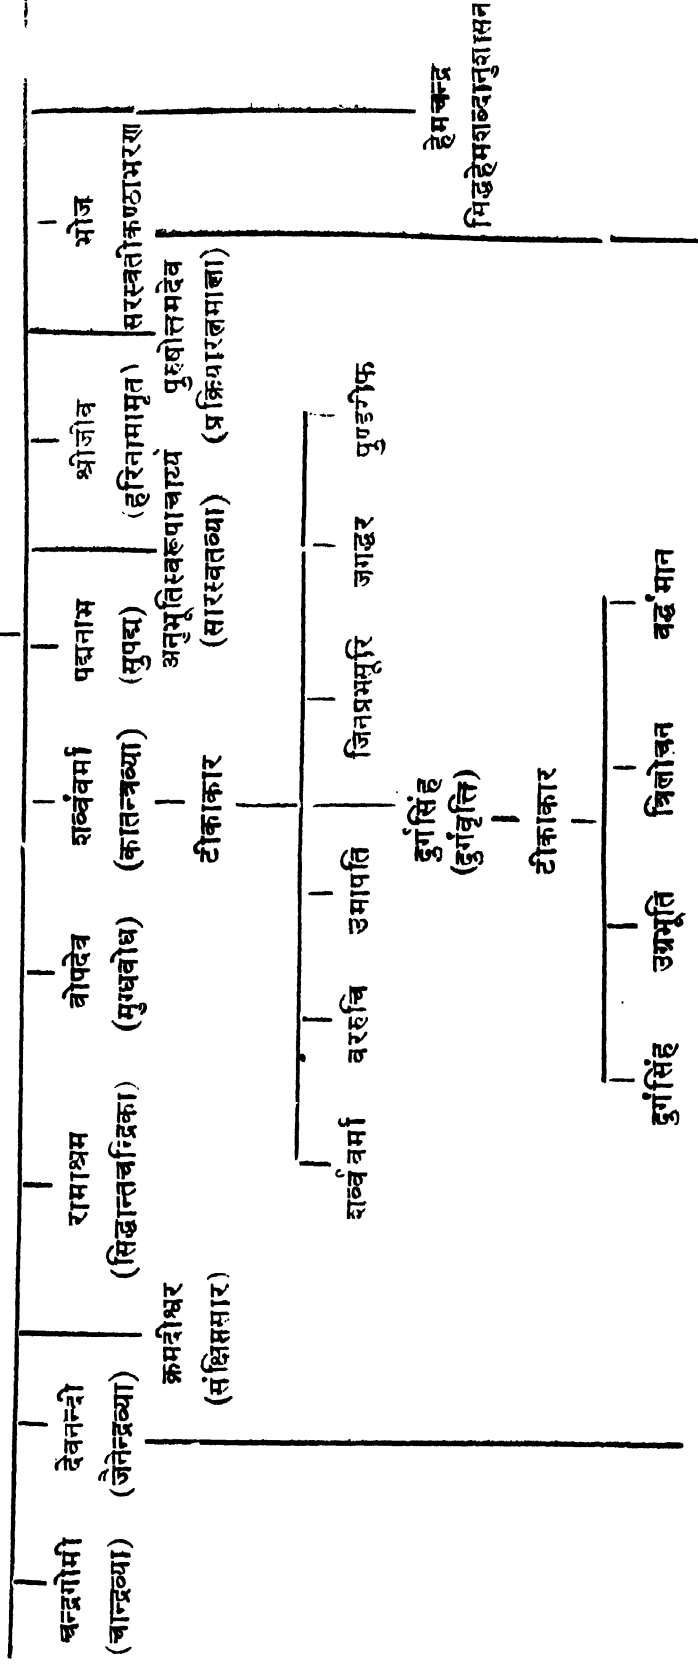 चन्द्रगोमी
(चान्द्रव्या)
देवनन्दी
(जैनेन्द्रव्या)
क्रमदीश्वर
(संक्षिप्तसार)
रामाश्रम
(सिद्धान्तचन्द्रिका)
वोपदेव
(मुग्धवोध)
शर्व्ववर्मा
(कातन्त्रव्या)
टीकाकार
पद्मनाम
(सुपद्म)
अनुभूतिस्वरूपाचार्य्य
(सारस्वतव्या)
श्रीजीव
(हरिनामामृत)
पुरुषोत्तमदेव
(प्रक्रियारत्नमाला)
भोज
सरस्वतीकण्ठाभरण
हेमचन्द्र
सिद्धहेमशब्दानुशासन
शर्व्ववर्मा
वररुचि
उमापति
जिनप्रभसूरि
जगद्धर
पुण्डरीक
दुर्गसिंह
(दुर्गवृत्ति)
टीकाकार
दुर्गसिंह
उग्रभूति
त्रिलोचन
वर्द्धमान